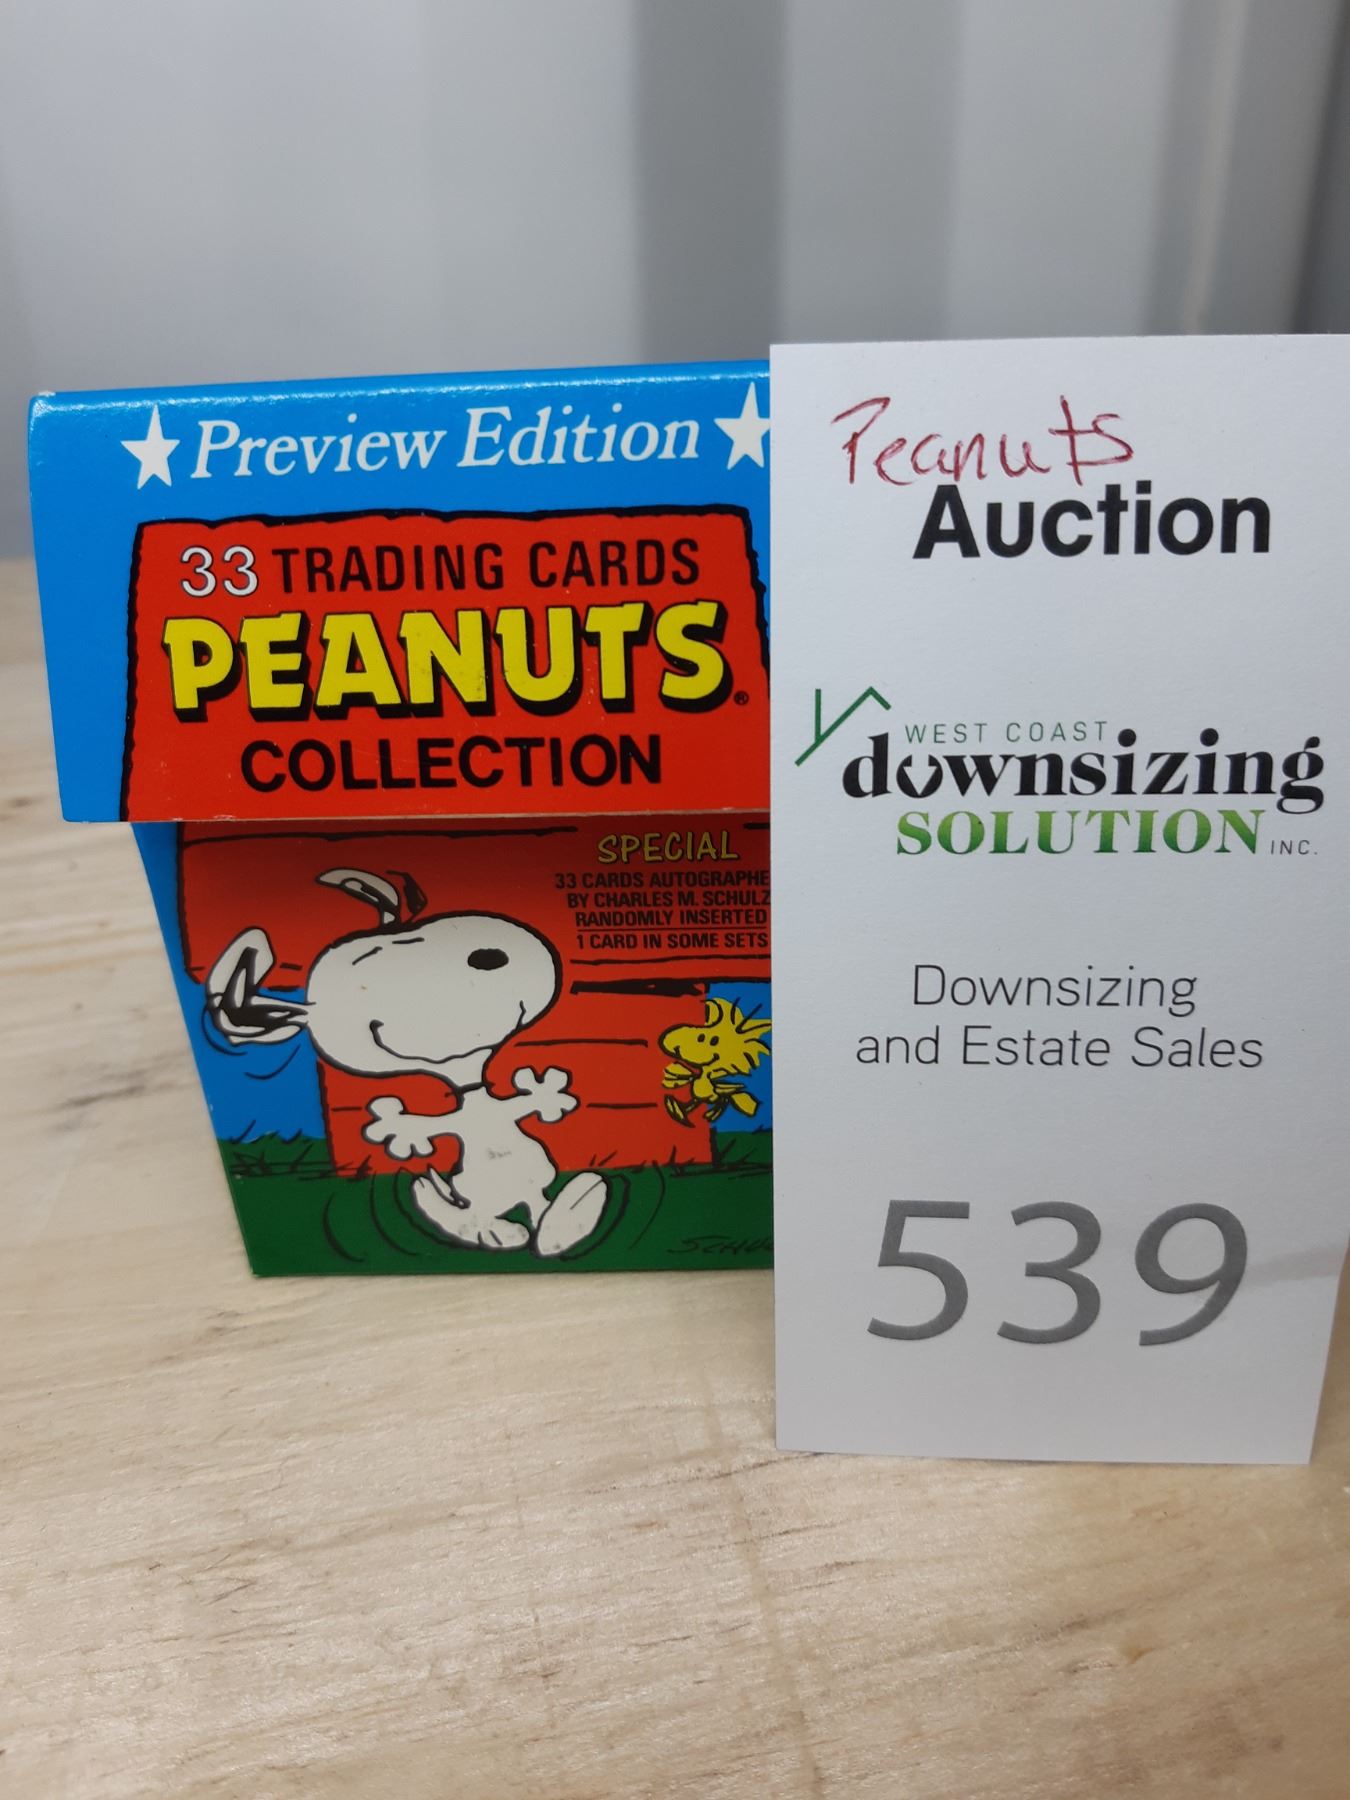 Preview Edition
33 TRADING CARDS
PEANUTS®
COLLECTION
SPECIAL
33 CARDS AUTOGRAPHE
BY CHARLES M. SCHULZ
RANDOMLY INSERTED
1 CARD IN SOME SETS
SCHU
Peanuts
Auction
WEST COAST
downsizing
SOLUTION INC.
Downsizing
and Estate Sales
539